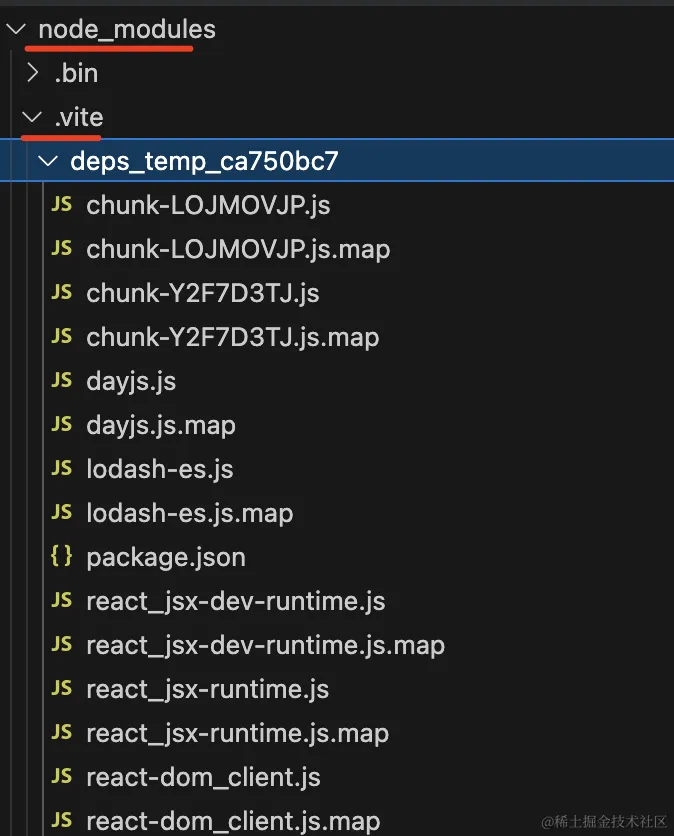 node_modules
.bin
.vite
deps_temp_ca750bc7
JS chunk-LOJMOVJP.js
JS chunk-LOJMOVJP.js.map
JS chunk-Y2F7D3TJ.js
JS chunk-Y2F7D3TJ.js.map
JS dayjs.js
JS dayjs.js.map
JS lodash-es.js
JS lodash-es.js.map
{} package.json
JS react_jsx-dev-runtime.js
JS react_jsx-dev-runtime.js.map
JS react_jsx-runtime.js
JS react_jsx-runtime.js.map
JS react-dom_client.js
JS react-dom_client.js.map
@稀土掘金技术社区